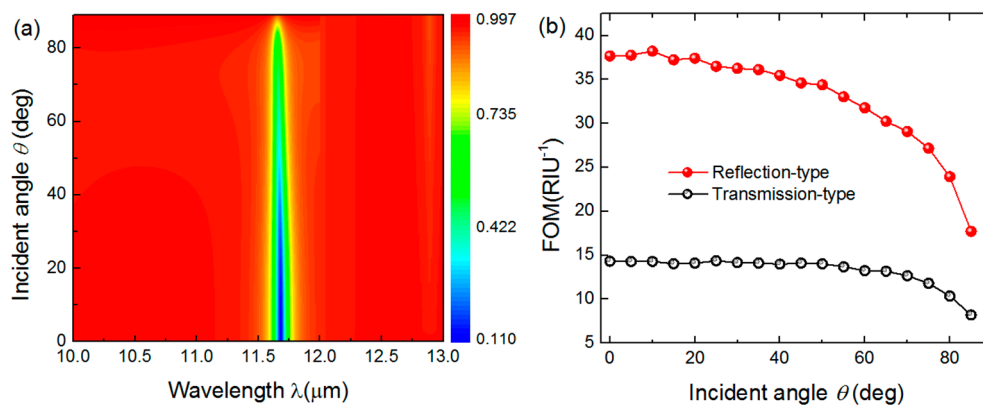 (a)
80
60
40
20
0
Incident angle θ (deg)
10.0 10.5 11.0 11.5 12.0 12.5 13.0
Wavelength λ(μm)
0.997
0.735
0.422
0.110
(b)
40
35
30
25
20
15
10
5
FOM(RIU⁻¹)
Reflection-type
Transmission-type
0 20 40 60 80
Incident angle θ (deg)